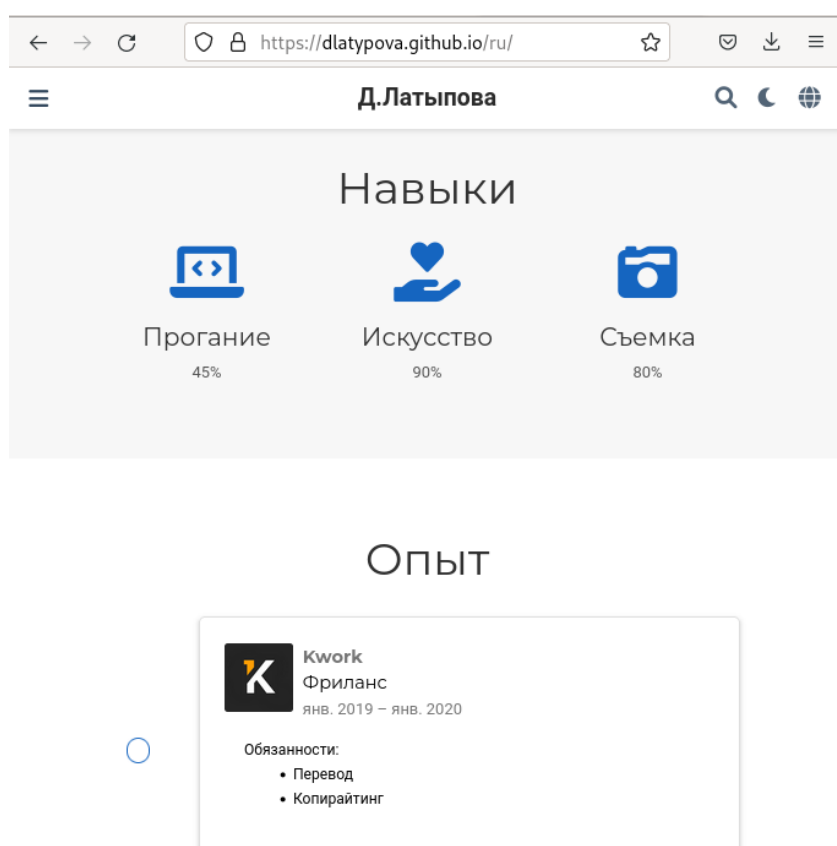 https://dlatypova.github.io/ru/
Д.Латыпова
Навыки
Прогание
45%
Искусство
90%
Съемка
80%
Опыт
Kwork
Фриланс
янв. 2019 – янв. 2020
Обязанности:
• Перевод
• Копирайтинг